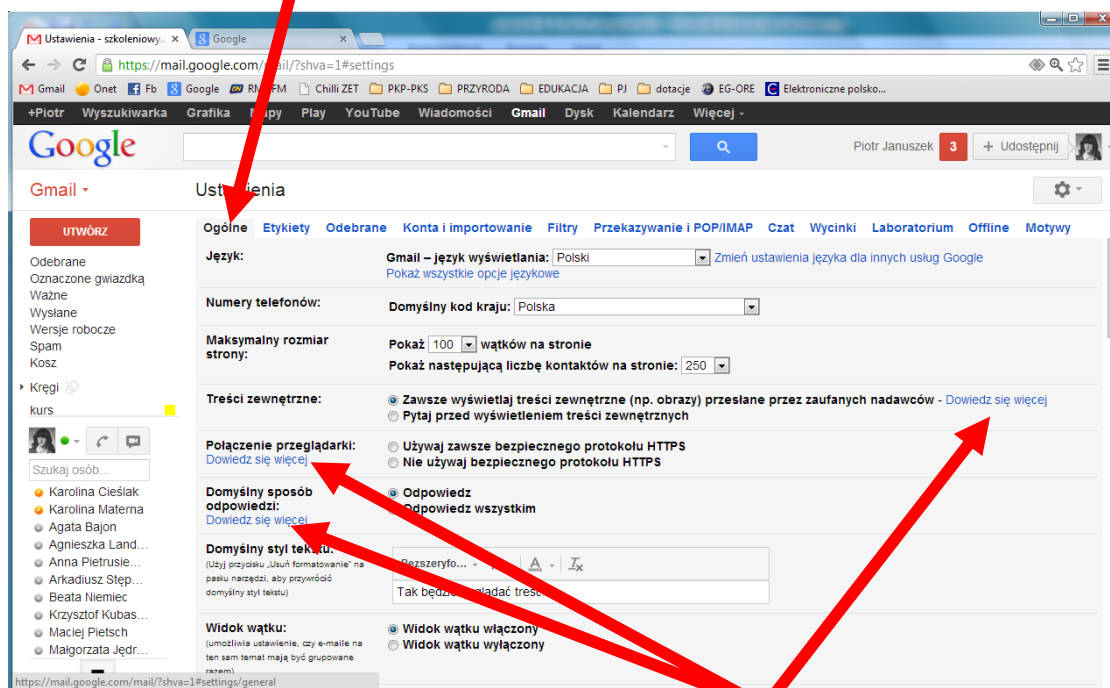 Ustawienia - szkoleniowy..
Google
https://mail.google.com/mail/?shva=1#settings
Gmail Onet Fb Google FM Chilli ZET PKP-PKS PRZYRODA EDUKACJA PJ dotacje EG-ORE Elektroniczne polsko...
+Piotr Wyszukiwarka Grafika Mapy Play YouTube Wiadomości Gmail Dysk Kalendarz Więcej
Google
Piotr Januszek 3 + Udostępnij
Gmail
Ustawienia
UTWÓRZ
Odebrane
Oznaczone gwiazdką
Ważne
Wysłane
Wersje robocze
Spam
Kosz
Kręgi
kurs
Szukaj osób...
Karolina Cieślak
Karolina Materna
Agata Bajon
Agnieszka Land...
Anna Pietrusie...
Arkadiusz Stęp...
Beata Niemiec
Krzysztof Kubas...
Maciej Pietsch
Małgorzata Jędr...
Ogólne Etykiety Odebrane Konta i importowanie Filtry Przekazywanie i POP/IMAP Czat Wycinki Laboratorium Offline Motywy
Język:
Gmail – język wyświetlania: Polski Zmień ustawienia języka dla innych usług Google
Pokaż wszystkie opcje językowe
Numery telefonów:
Domyślny kod kraju: Polska
Maksymalny rozmiar
strony:
Pokaż 100 wątków na stronie
Pokaż następującą liczbę kontaktów na stronie: 250
Treści zewnętrzne:
Zawsze wyświetlaj treści zewnętrzne (np. obrazy) przesłane przez zaufanych nadawców - Dowiedz się więcej
Pytaj przed wyświetleniem treści zewnętrznych
Połączenie przeglądarki:
Dowiedz się więcej
Używaj zawsze bezpiecznego protokołu HTTPS
Nie używaj bezpiecznego protokołu HTTPS
Domyślny sposób
odpowiedzi:
Dowiedz się więcej
Odpowiedz
Odpowiedz wszystkim
Domyślny styl tekstu:
(Użyj przycisku „Usuń formatowanie” na
pasku narzędzi, aby przywrócić
domyślny styl tekstu)
Bezszeryfo... A Tx
Tak będzie wyglądać treść
Widok wątku:
(umożliwia ustawienie, czy e-maile na
ten sam temat mają być grupowane
razem)
Widok wątku włączony
Widok wątku wyłączony
https://mail.google.com/mail/?shva=1#settings/general